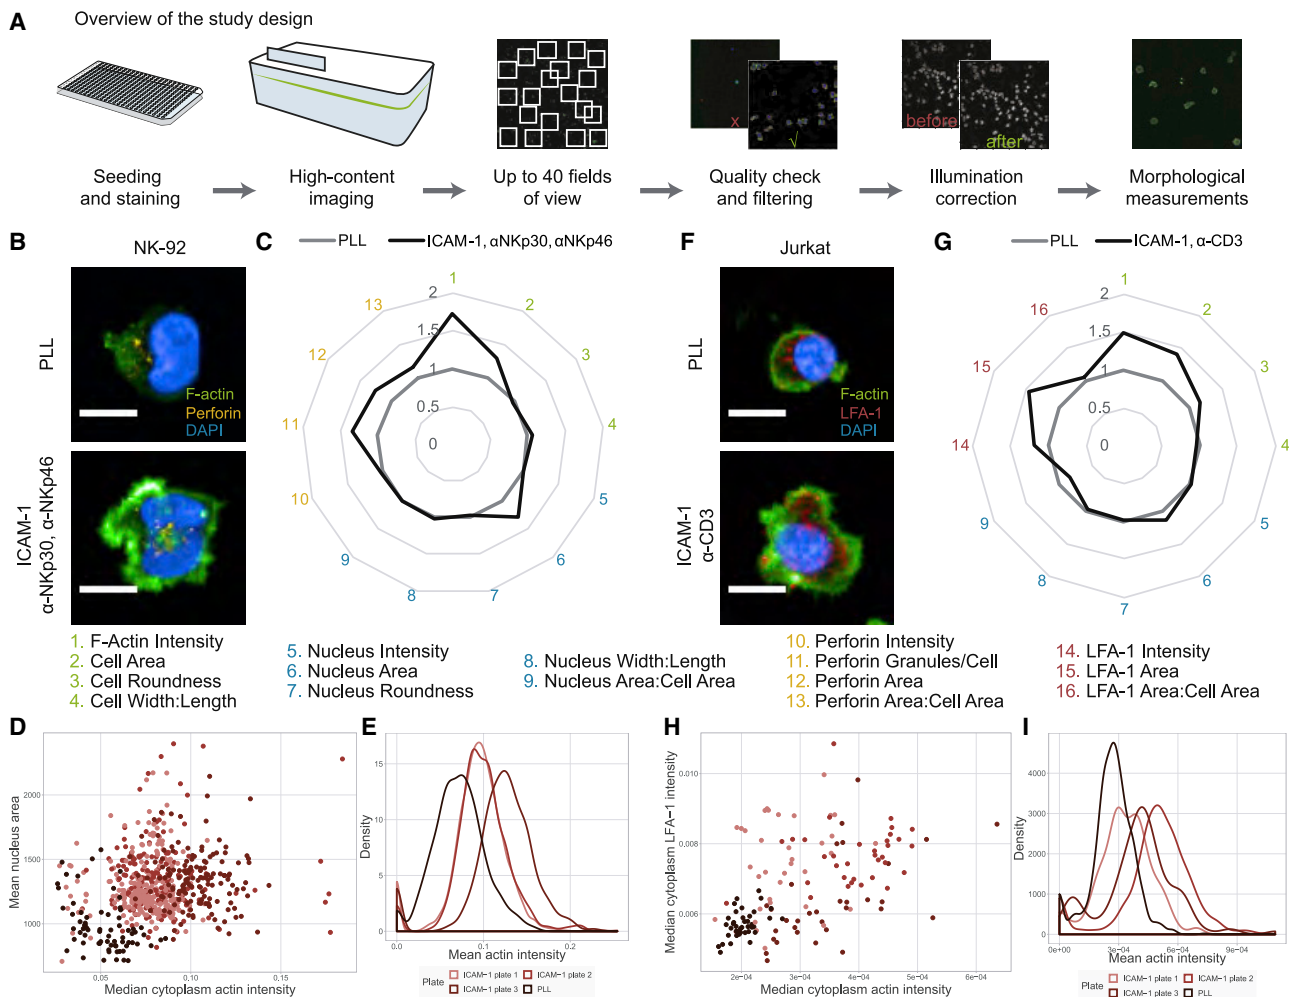 A
Overview of the study design
before
after
x
√
Seeding
and staining
High-content
imaging
Up to 40 fields
of view
Quality check
and filtering
Illumination
correction
Morphological
measurements
B
NK-92
PLL
F-actin
Perforin
DAPI
ICAM-1
α-NKp30, α-NKp46
C
PLL
ICAM-1, αNKp30, αNKp46
1
2
3
4
5
6
7
8
9
10
11
12
13
2
1.5
1
0.5
0
F
Jurkat
PLL
F-actin
LFA-1
DAPI
ICAM-1
α-CD3
G
PLL
ICAM-1, α-CD3
1
2
3
4
5
6
7
8
9
14
15
16
2
1.5
1
0.5
0
1. F-Actin Intensity
2. Cell Area
3. Cell Roundness
4. Cell Width:Length
5. Nucleus Intensity
6. Nucleus Area
7. Nucleus Roundness
8. Nucleus Width:Length
9. Nucleus Area:Cell Area
10. Perforin Intensity
11. Perforin Granules/Cell
12. Perforin Area
13. Perforin Area:Cell Area
14. LFA-1 Intensity
15. LFA-1 Area
16. LFA-1 Area:Cell Area
D
Mean nucleus area
2000
1500
1000
0.05
0.10
0.15
Median cytoplasm actin intensity
E
Density
15
10
5
0
0.0
0.1
0.2
Mean actin intensity
Plate
ICAM-1 plate 1
ICAM-1 plate 2
ICAM-1 plate 3
PLL
H
Median cytoplasm LFA-1 intensity
0.010
0.008
0.006
2e-04
3e-04
4e-04
5e-04
6e-04
Median cytoplasm actin intensity
I
Density
5000
4000
3000
2000
1000
0
0e+00
3e-04
6e-04
9e-04
Mean actin intensity
Plate
ICAM-1 plate 1
ICAM-1 plate 2
ICAM-1 plate 3
PLL